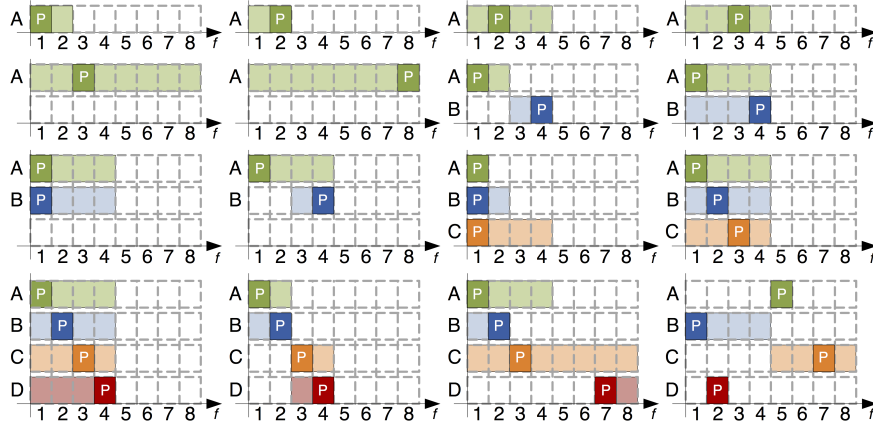 A P A P A P A P
1 2 3 4 5 6 7 8 f 1 2 3 4 5 6 7 8 f 1 2 3 4 5 6 7 8 f 1 2 3 4 5 6 7 8 f
A P A P A P A P
B P B P
1 2 3 4 5 6 7 8 f 1 2 3 4 5 6 7 8 f 1 2 3 4 5 6 7 8 f 1 2 3 4 5 6 7 8 f
A P A P A P A P
B P B P B P B P
C P C P
1 2 3 4 5 6 7 8 f 1 2 3 4 5 6 7 8 f 1 2 3 4 5 6 7 8 f 1 2 3 4 5 6 7 8 f
A P A P A P A P
B P B P B P B P
C P C P C P C P
D P D P D P D P
1 2 3 4 5 6 7 8 f 1 2 3 4 5 6 7 8 f 1 2 3 4 5 6 7 8 f 1 2 3 4 5 6 7 8 f